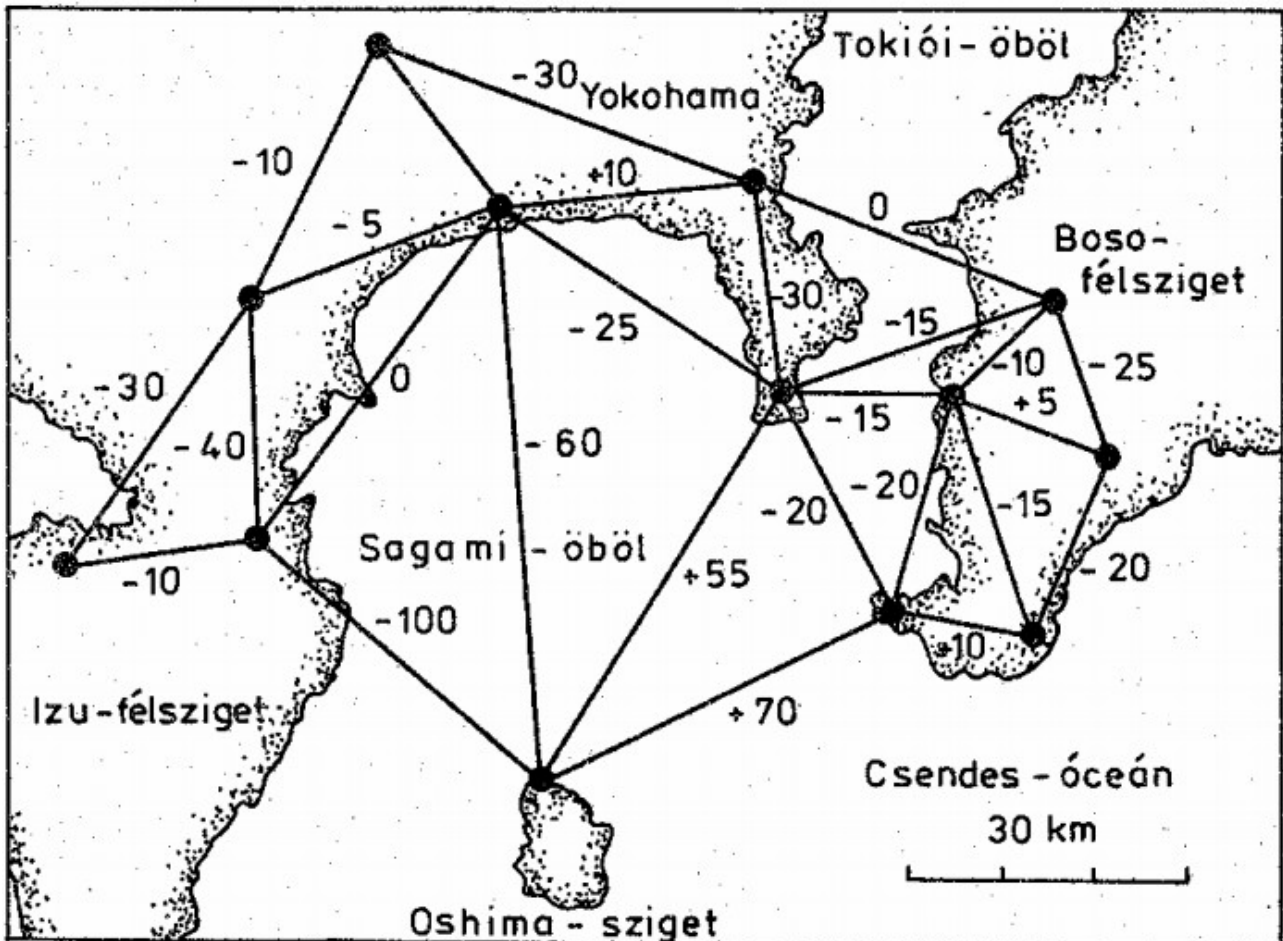 Tokiói-öböl
-30
Yokohama
-10
+10
0
-5
Boso-
félsziget
-30
-15
-25
-10
-25
0
+5
-30
-15
-40
-60
-20
-20
-15
Sagami-öböl
-10
+55
-20
-100
+10
Izu-félsziget
+70
Csendes-óceán
30 km
Oshima-sziget